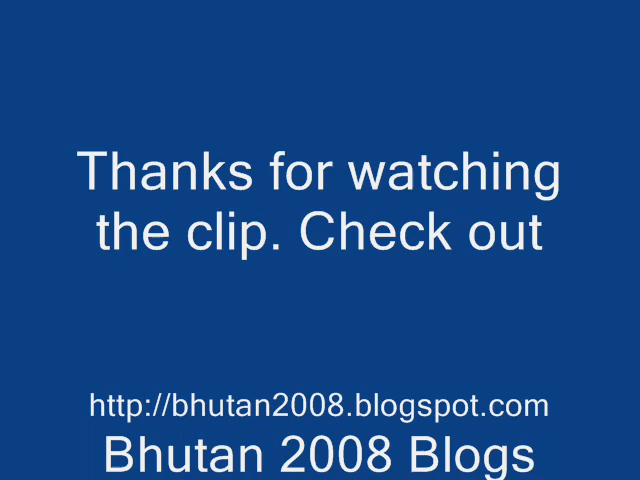 Thanks for watching
the clip. Check out
http://bhutan2008.blogspot.com
Bhutan 2008 Blogs